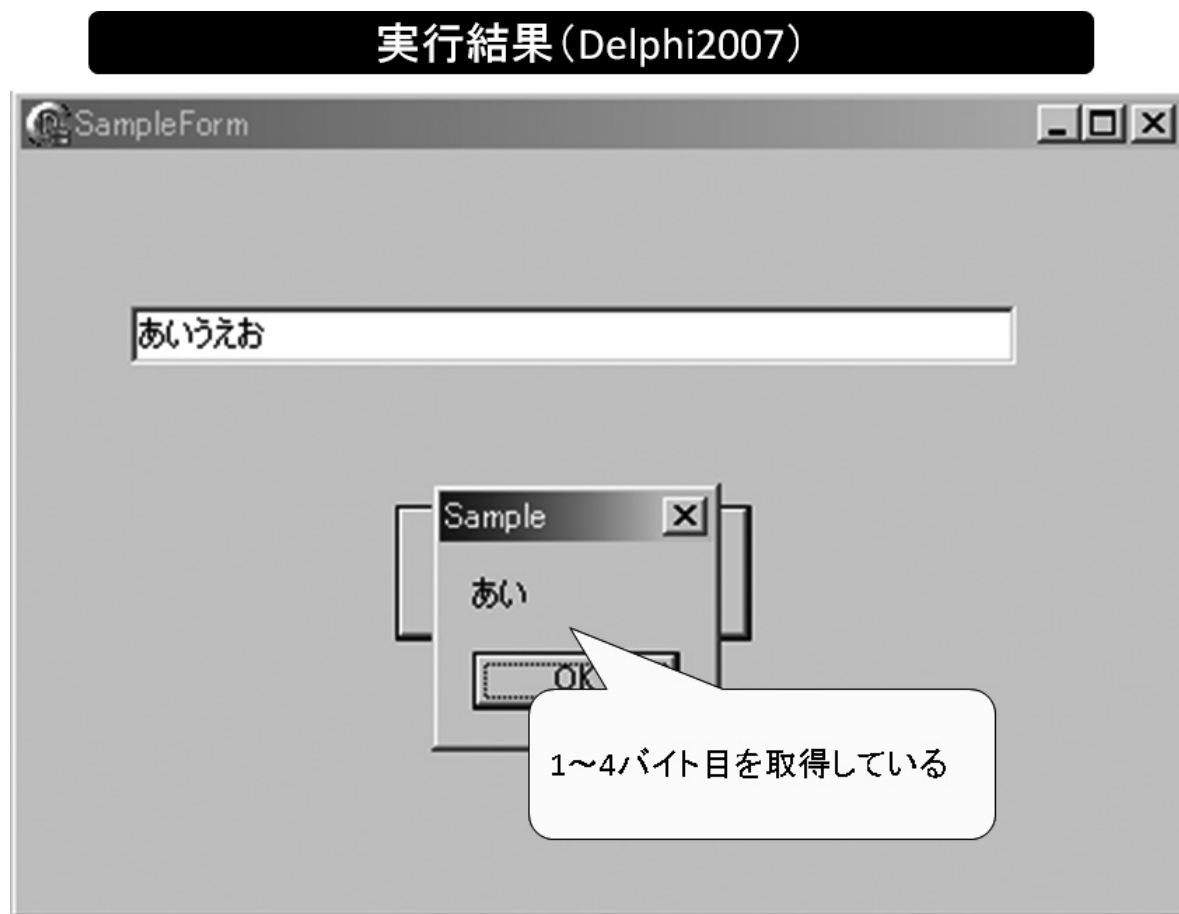 実行結果（Delphi2007）
SampleForm
あいうえお
Sample
あい
OK
1～4バイト目を取得している